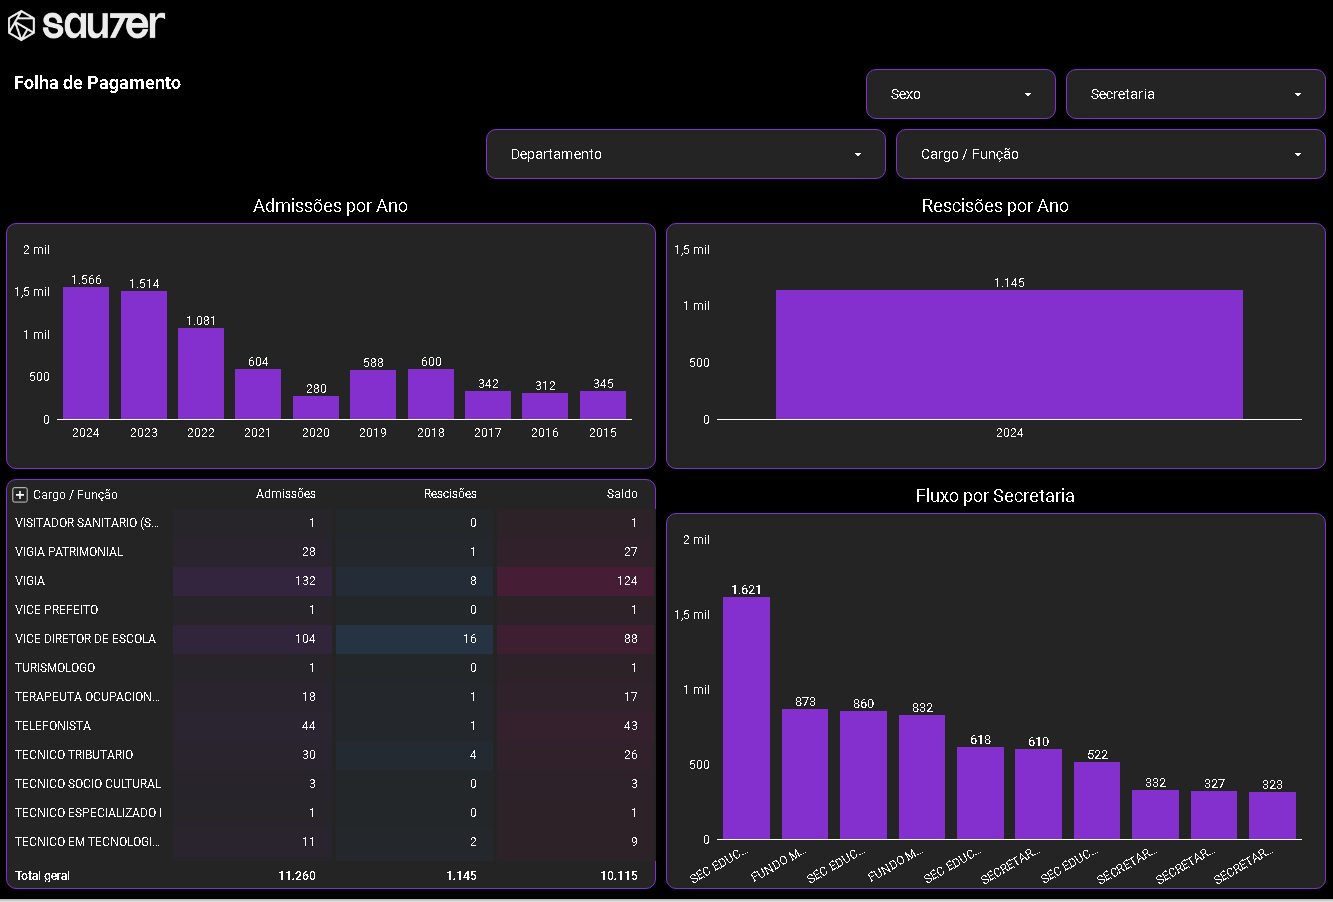 sau7er
Folha de Pagamento
Sexo
Secretaria
Departamento
Cargo / Função
Admissões por Ano
2 mil
1,5 mil
1 mil
500
0
1.566
1.514
1.081
604
280
588
600
342
312
345
2024 2023 2022 2021 2020 2019 2018 2017 2016 2015
Rescisões por Ano
1,5 mil
1 mil
500
0
1.145
2024
Cargo / Função Admissões Rescisões Saldo
VISITADOR SANITARIO (S... 1 0 1
VIGIA PATRIMONIAL 28 1 27
VIGIA 132 8 124
VICE PREFEITO 1 0 1
VICE DIRETOR DE ESCOLA 104 16 88
TURISMOLOGO 1 0 1
TERAPEUTA OCUPACION... 18 1 17
TELEFONISTA 44 1 43
TECNICO TRIBUTARIO 30 4 26
TECNICO SOCIO CULTURAL 3 0 3
TECNICO ESPECIALIZADO I 1 0 1
TECNICO EM TECNOLOGI... 11 2 9
Total geral 11.260 1.145 10.115
Fluxo por Secretaria
2 mil
1,5 mil
1 mil
500
0
1.621
873
860
832
618
610
522
332
327
323
SEC EDUC...
FUNDO M...
SEC EDUC...
FUNDO M...
SEC EDUC...
SECRETAR...
SEC EDUC...
SECRETAR...
SECRETAR...
SECRETAR...